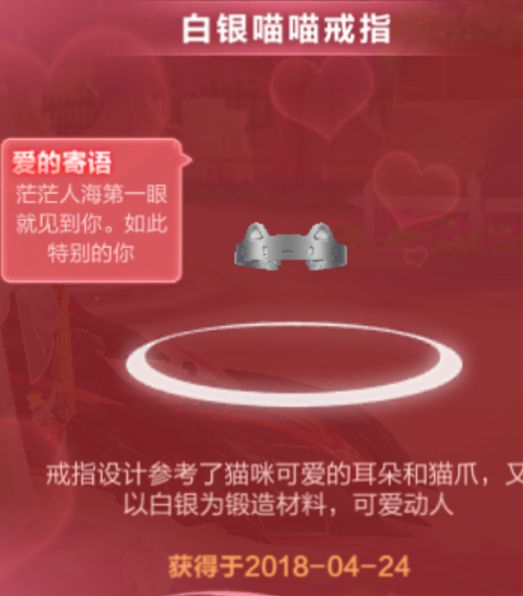 白银喵喵戒指
爱的寄语
茫茫人海第一眼
就见到你。如此
特别的你
戒指设计参考了猫咪可爱的耳朵和猫爪，又
以白银为锻造材料，可爱动人
获得于2018-04-24